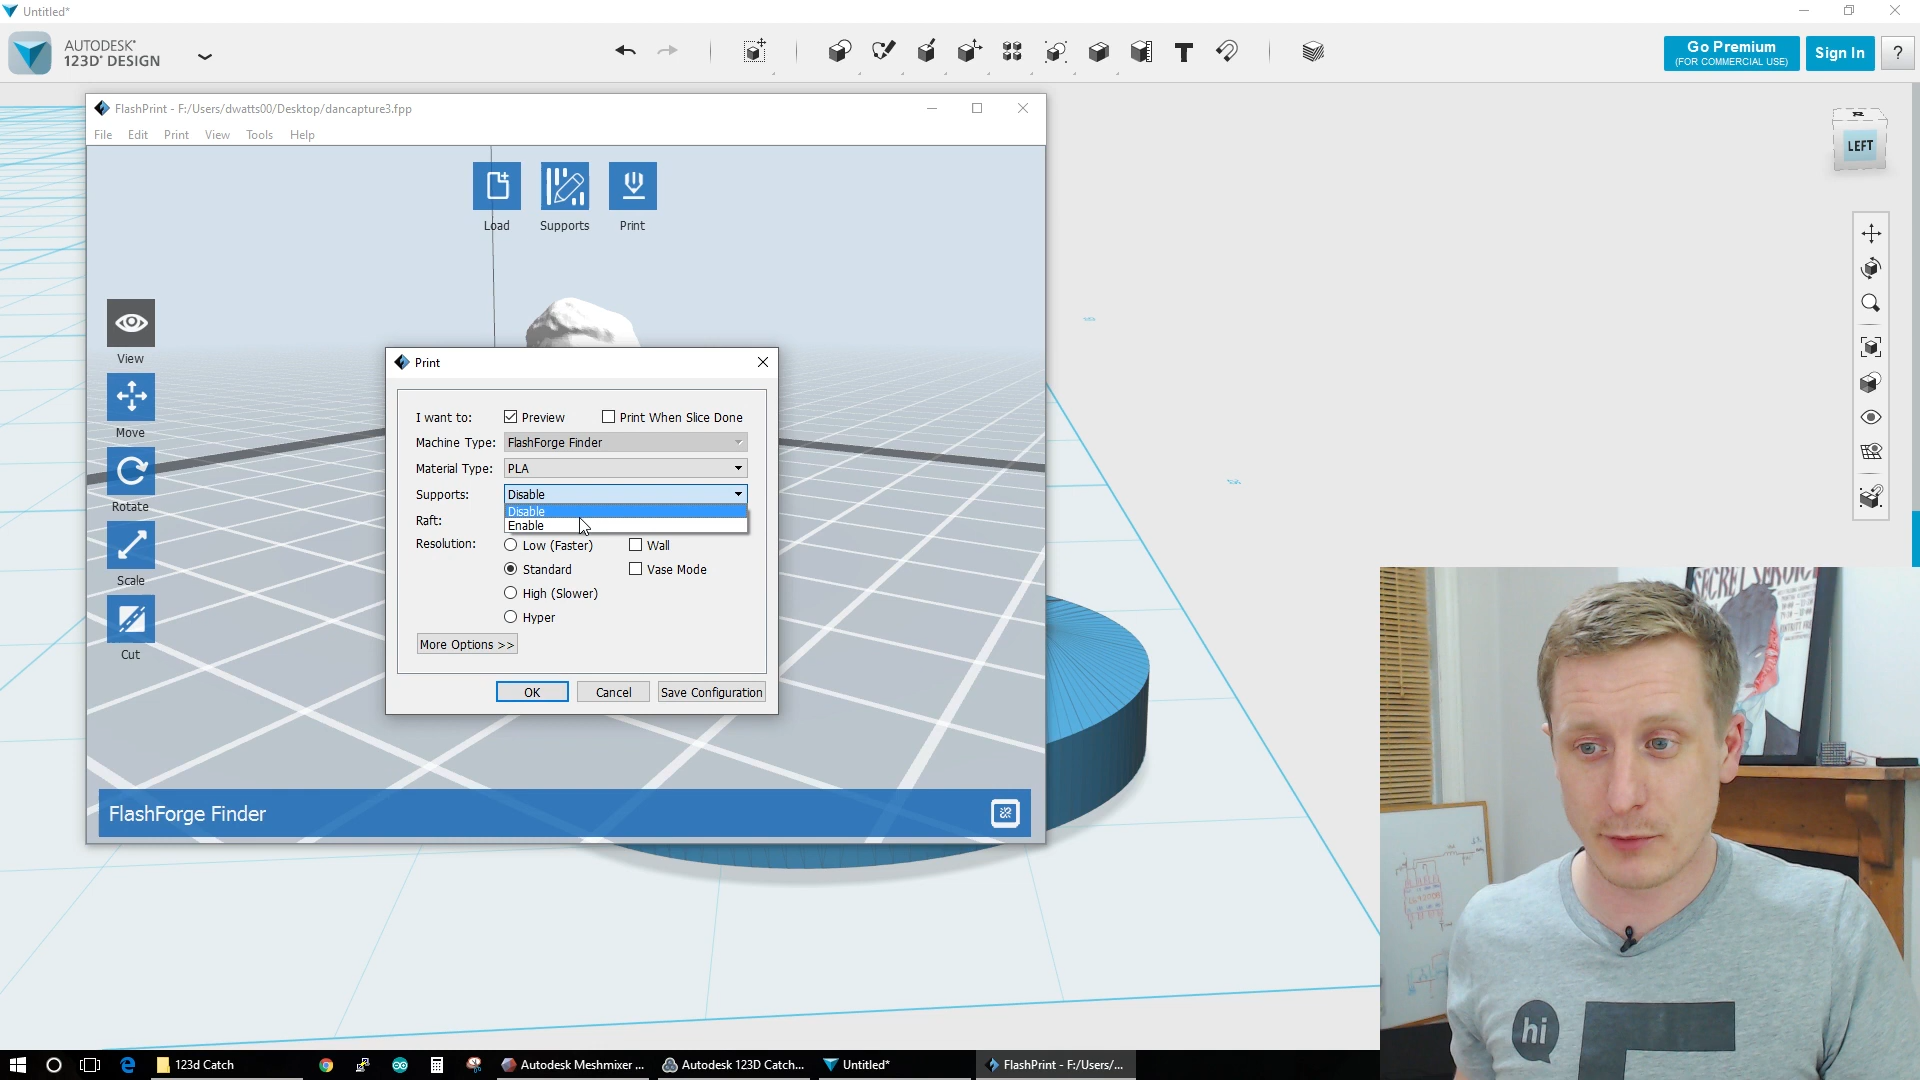 Untitled*
AUTODESK®
123D® DESIGN
Go Premium
(FOR COMMERCIAL USE)
Sign In
?
FlashPrint - F:/Users/dwatts00/Desktop/dancapture3.fpp
File Edit Print View Tools Help
LEFT
Load Supports Print
View
Move
Rotate
Scale
Cut
Print
I want to: Preview Print When Slice Done
Machine Type: FlashForge Finder
Material Type: PLA
Supports: Disable
Disable
Enable
Raft:
Resolution: Low (Faster) Wall
Standard Vase Mode
High (Slower)
Hyper
More Options >>
OK Cancel Save Configuration
FlashForge Finder
SECRET SERVICE
hi
123d Catch
Autodesk Meshmixer ...
Autodesk 123D Catch...
Untitled*
FlashPrint - F:/Users/...